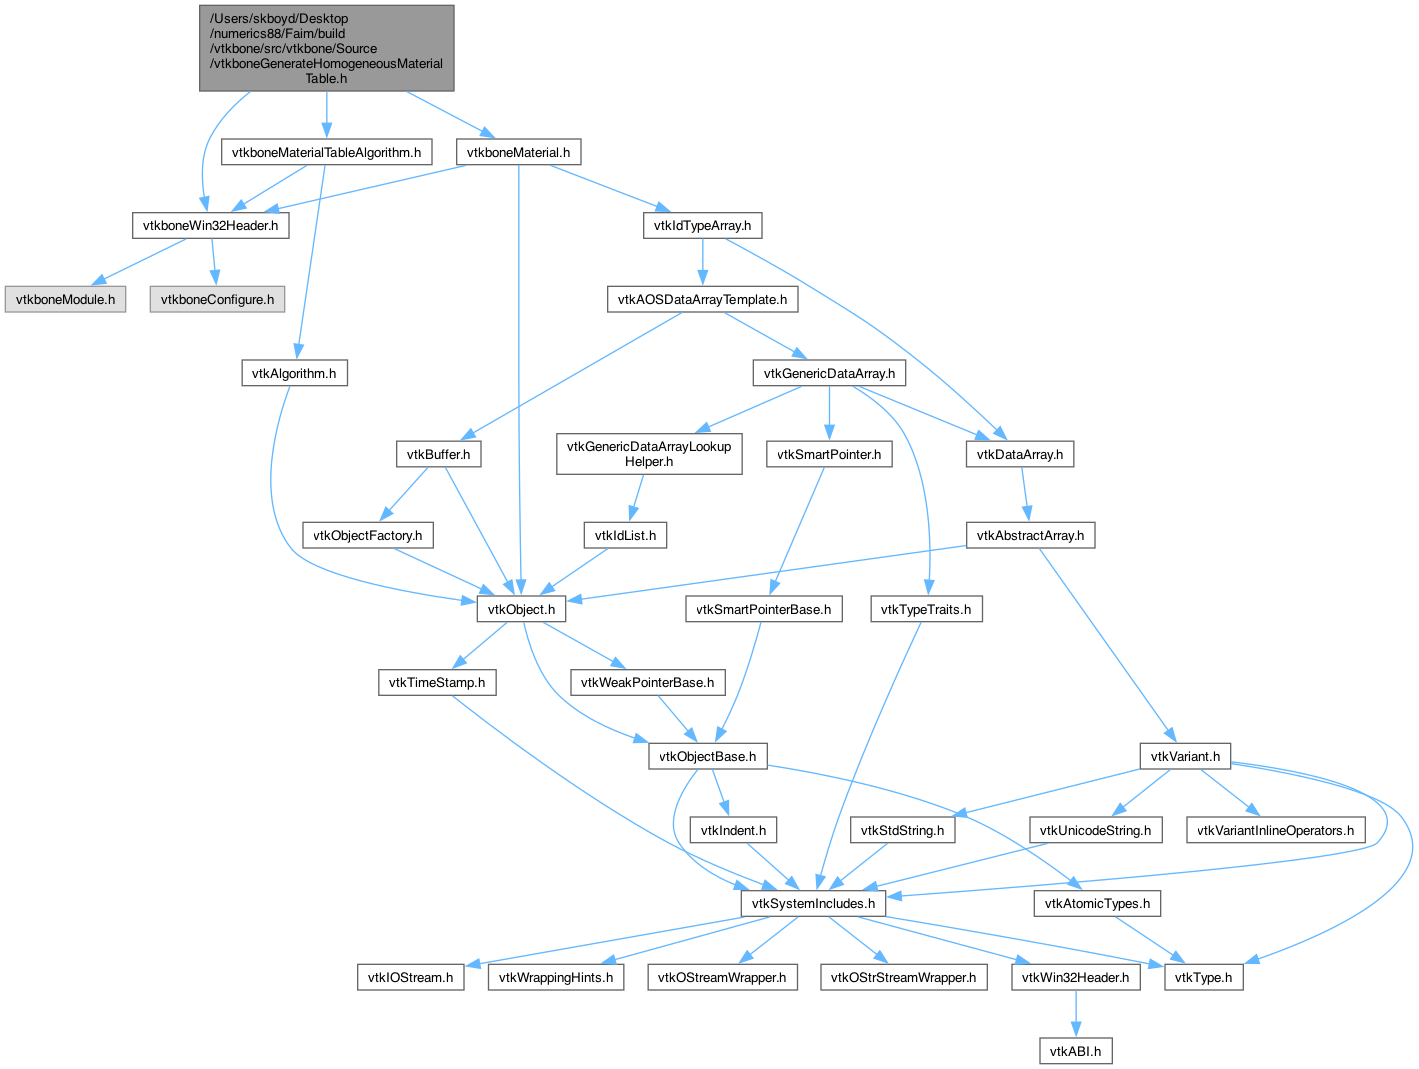 /Users/skboyd/Desktop
/numerics88/Faim/build
/vtkbone/src/vtkbone/Source
/vtkboneGenerateHomogeneousMaterial
Table.h
vtkboneMaterialTableAlgorithm.h
vtkboneMaterial.h
vtkboneWin32Header.h
vtkIdTypeArray.h
vtkboneModule.h
vtkboneConfigure.h
vtkAOSDataArrayTemplate.h
vtkAlgorithm.h
vtkGenericDataArray.h
vtkBuffer.h
vtkGenericDataArrayLookup
Helper.h
vtkSmartPointer.h
vtkDataArray.h
vtkObjectFactory.h
vtkIdList.h
vtkAbstractArray.h
vtkObject.h
vtkSmartPointerBase.h
vtkTypeTraits.h
vtkTimeStamp.h
vtkWeakPointerBase.h
vtkObjectBase.h
vtkVariant.h
vtkIndent.h
vtkStdString.h
vtkUnicodeString.h
vtkVariantInlineOperators.h
vtkSystemIncludes.h
vtkAtomicTypes.h
vtkIOStream.h
vtkWrappingHints.h
vtkOStreamWrapper.h
vtkOStrStreamWrapper.h
vtkWin32Header.h
vtkType.h
vtkABI.h